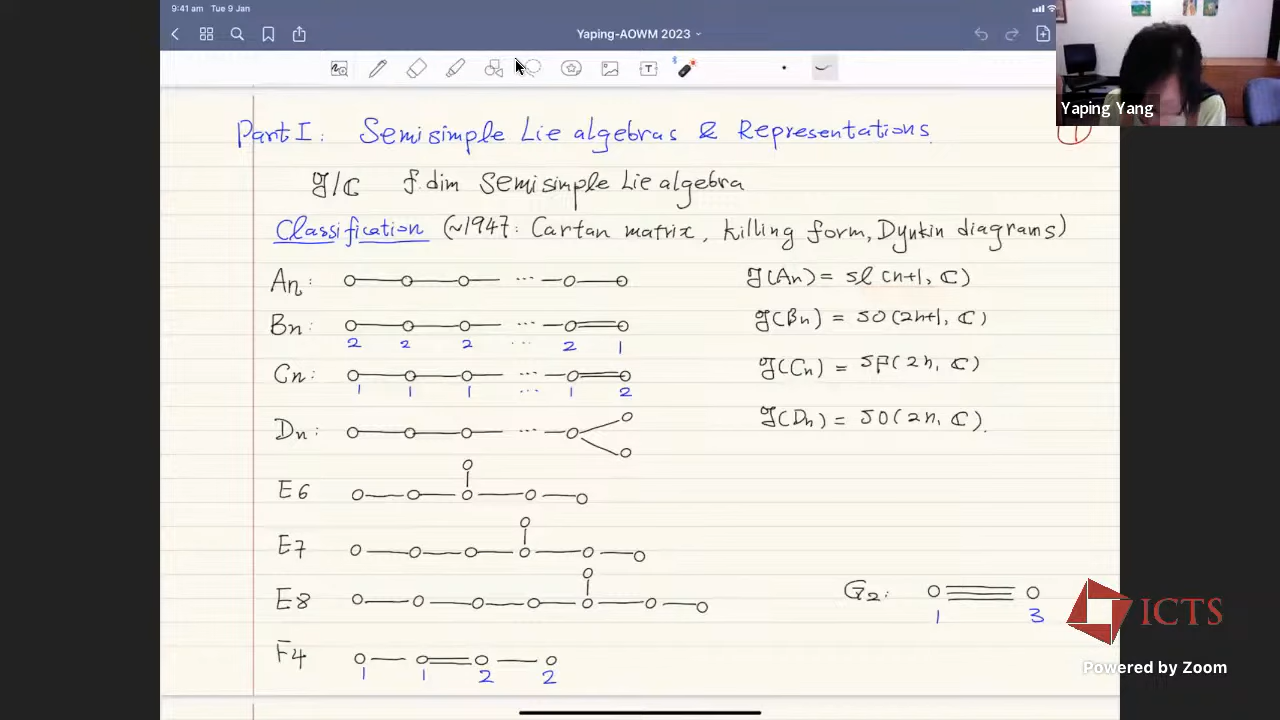 9:41 am Tue 9 Jan
Yaping-AOWM 2023
Yaping Yang
Part I: Semisimple Lie algebras & Representations.
1
𝔤/ℂ f.dim Semisimple Lie algebra
Classification (~1947: Cartan matrix, killing form, Dynkin diagrams)
An: ... 𝔤(An) = sl(n+1, ℂ)
Bn: ... 𝔤(Bn) = so(2n+1, ℂ)
2 2 2 ... 2 1
Cn: ... 𝔤(Cn) = sp(2n, ℂ)
1 1 1 ... 1 2
Dn: ... 𝔤(Dn) = so(2n, ℂ).
E6
E7
E8
G2:
1 3
F4
1 1 2 2
ICTS
Powered by Zoom